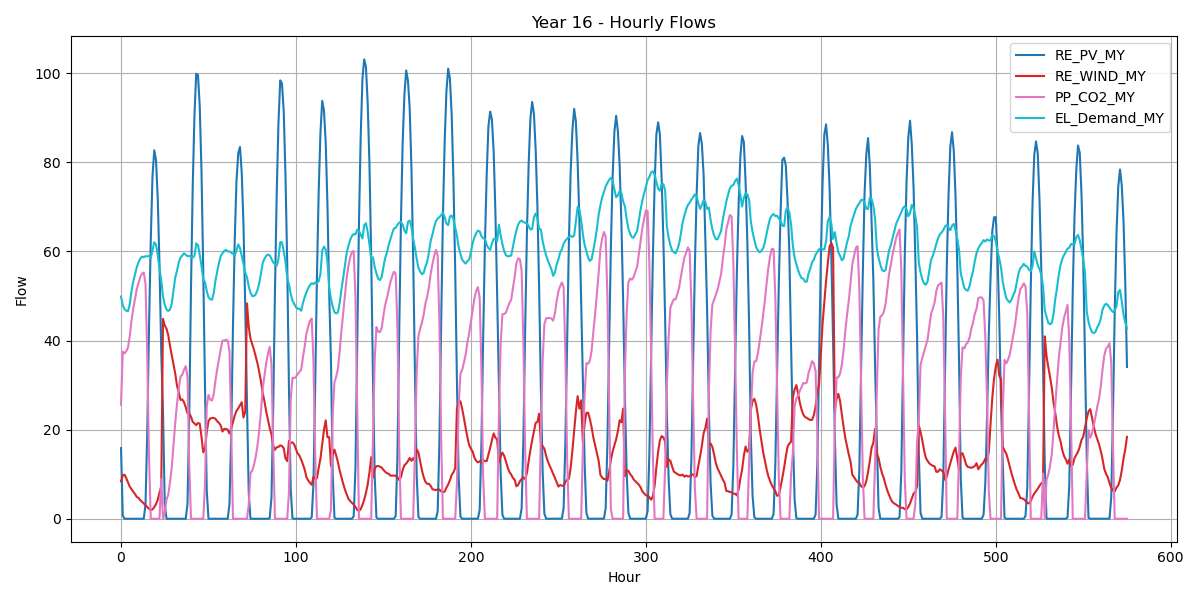 Year 16 - Hourly Flows
RE_PV_MY
RE_WIND_MY
PP_CO2_MY
EL_Demand_MY
Flow
100
80
60
40
20
0
0 100 200 300 400 500 600
Hour